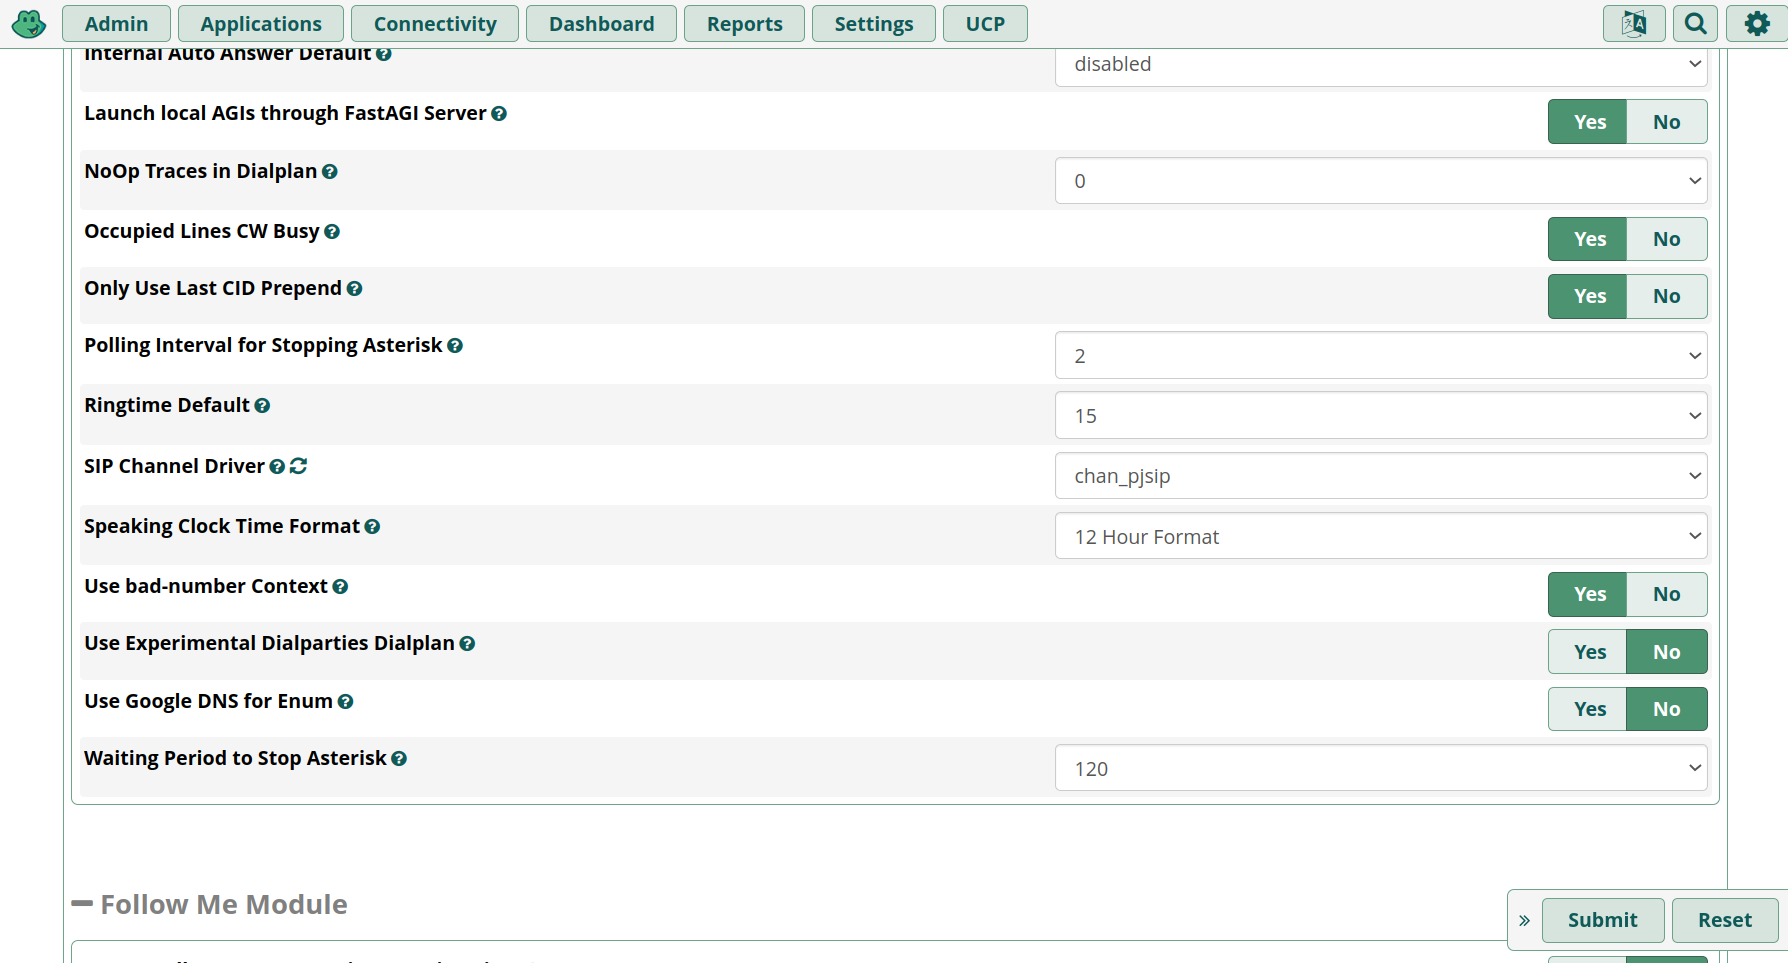 Admin Applications Connectivity Dashboard Reports Settings UCP
Internal Auto Answer Default disabled
Launch local AGIs through FastAGI Server Yes No
NoOp Traces in Dialplan 0
Occupied Lines CW Busy Yes No
Only Use Last CID Prepend Yes No
Polling Interval for Stopping Asterisk 2
Ringtime Default 15
SIP Channel Driver chan_pjsip
Speaking Clock Time Format 12 Hour Format
Use bad-number Context Yes No
Use Experimental Dialparties Dialplan Yes No
Use Google DNS for Enum Yes No
Waiting Period to Stop Asterisk 120
Follow Me Module
» Submit Reset